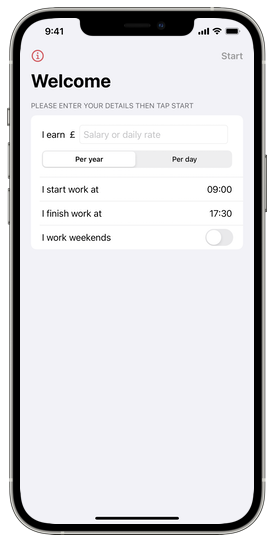 9:41
Start
Welcome
PLEASE ENTER YOUR DETAILS THEN TAP START
I earn £ Salary or daily rate
Per year Per day
I start work at 09:00
I finish work at 17:30
I work weekends